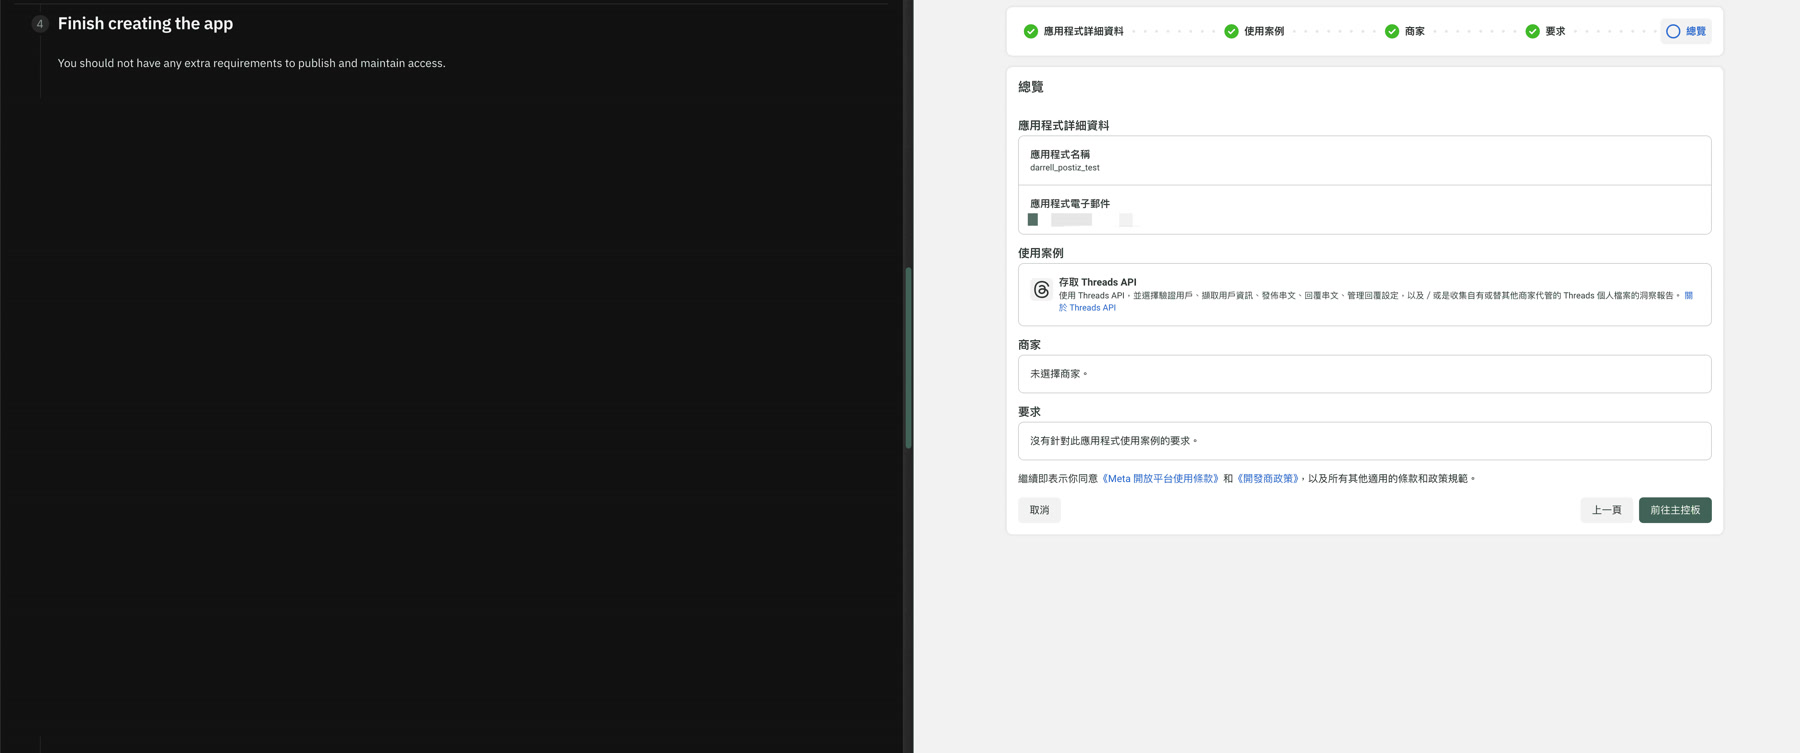 4
Finish creating the app
You should not have any extra requirements to publish and maintain access.
應用程式詳細資料
使用案例
商家
要求
總覽
總覽
應用程式詳細資料
應用程式名稱
darrell_postiz_test
應用程式電子郵件
使用案例
存取 Threads API
使用 Threads API，並選擇驗證用戶、擷取用戶資訊、發佈串文、回覆串文、管理回覆設定，以及 / 或是收集自有或替其他商家代管的 Threads 個人檔案的洞察報告。 關
於 Threads API
商家
未選擇商家。
要求
沒有針對此應用程式使用案例的要求。
繼續即表示你同意《Meta 開放平台使用條款》和《開發商政策》，以及所有其他適用的條款和政策規範。
取消
上一頁
前往主控板